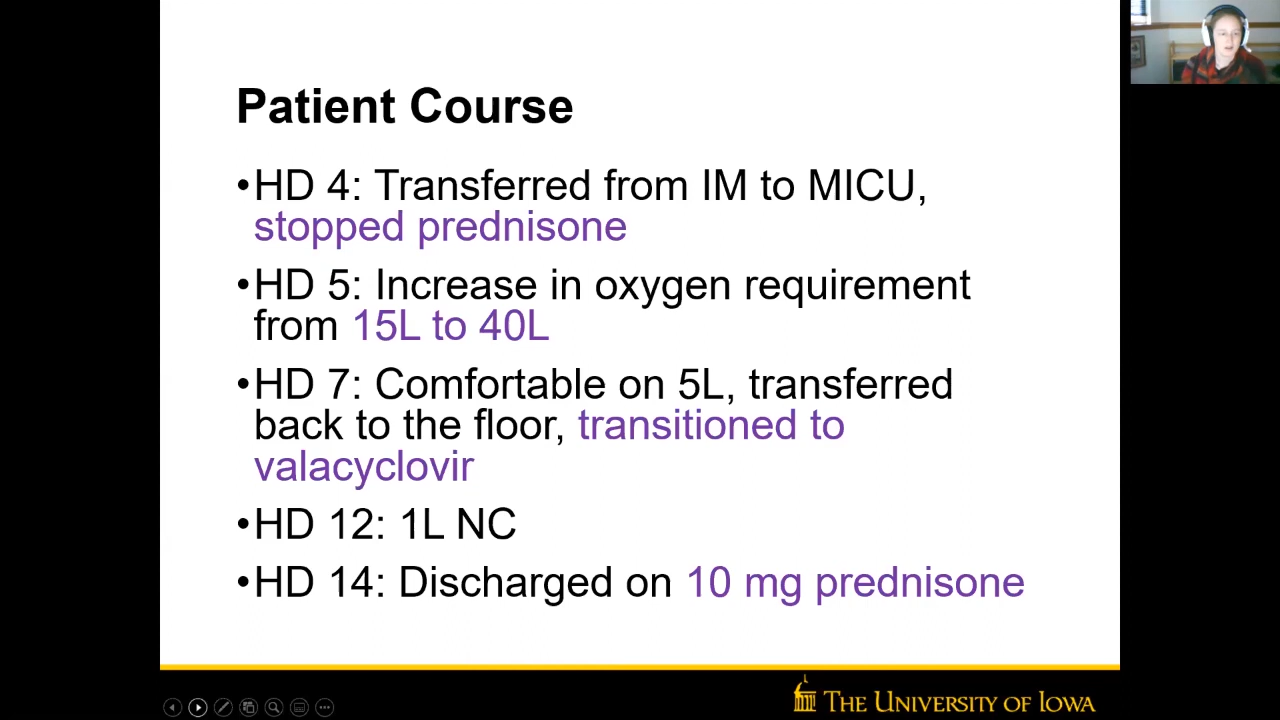 Patient Course
•HD 4: Transferred from IM to MICU,
stopped prednisone
•HD 5: Increase in oxygen requirement
from 15L to 40L
•HD 7: Comfortable on 5L, transferred
back to the floor, transitioned to
valacyclovir
•HD 12: 1L NC
•HD 14: Discharged on 10 mg prednisone
THE UNIVERSITY OF IOWA